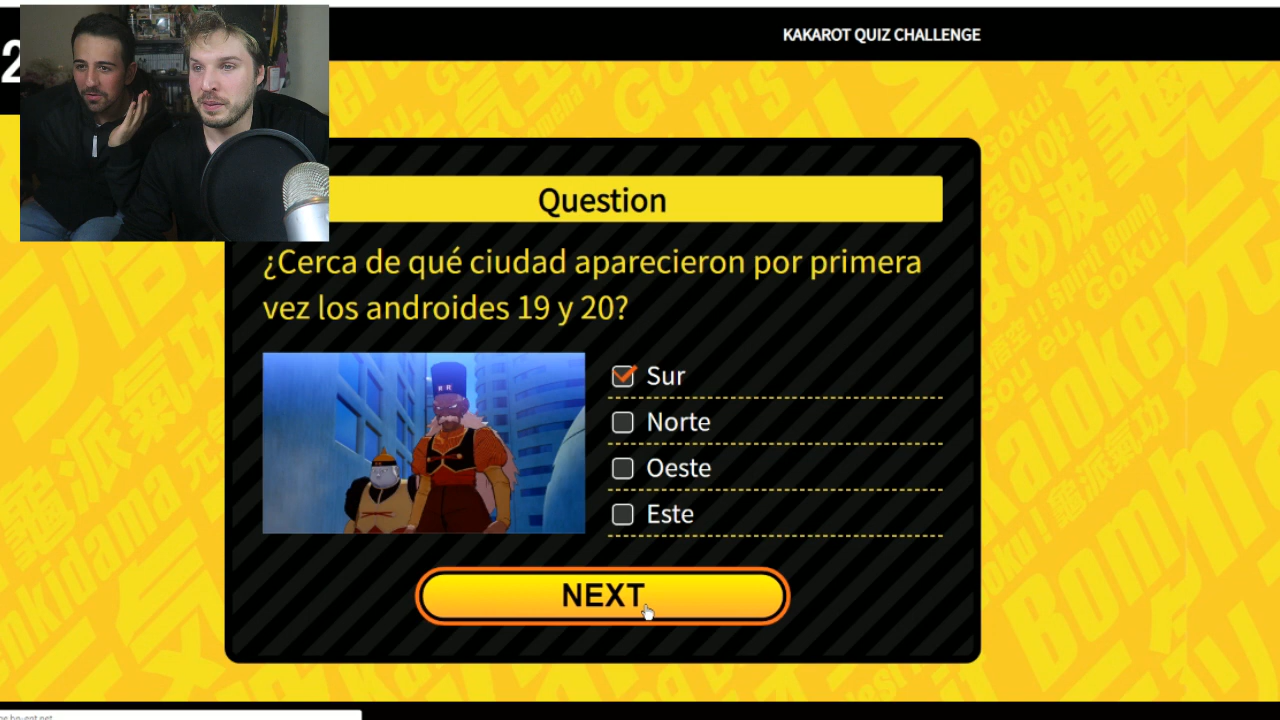 2
KAKAROT QUIZ CHALLENGE
Question
¿Cerca de qué ciudad aparecieron por primera
vez los androides 19 y 20?
Sur
Norte
Oeste
Este
NEXT